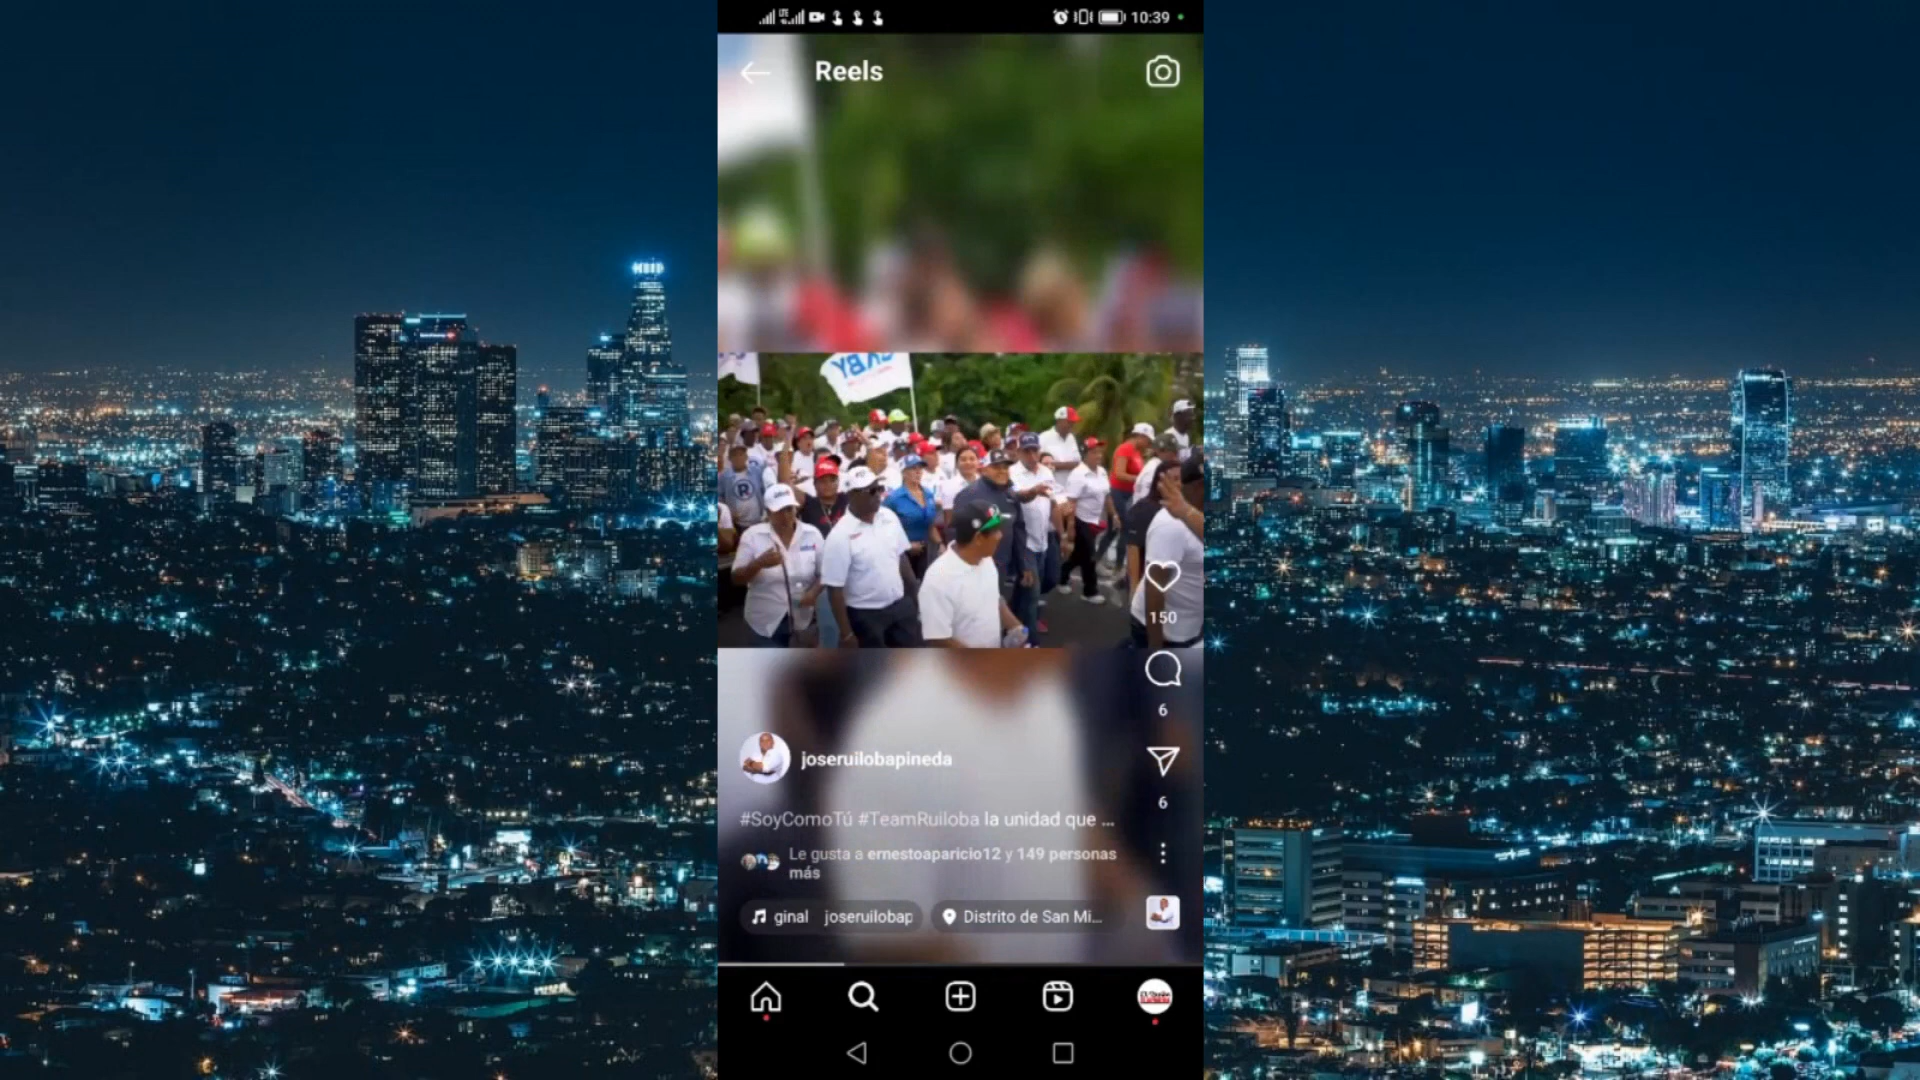 LTE
10:39
Reels
150
6
joseruilobapineda
6
#SoyComoTú #TeamRuiloba la unidad que ...
Le gusta a ernestoaparicio12 y 149 personas
más
ginal joseruilobap
Distrito de San Mi...